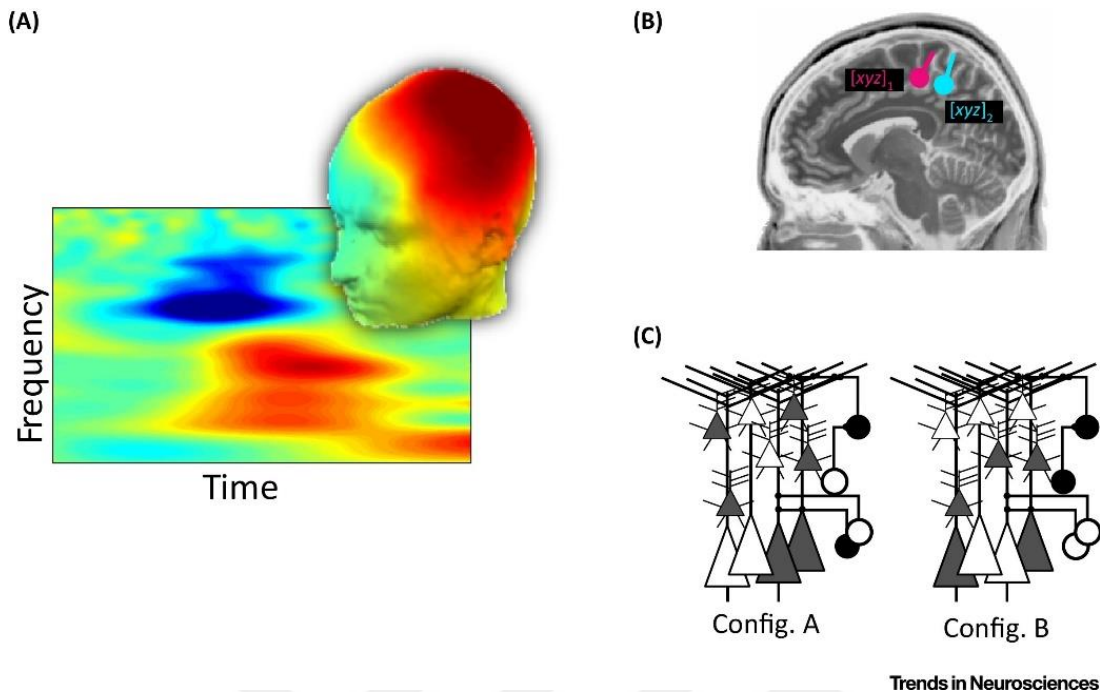 (A)
Frequency
Time
(B)
[xyz]1
[xyz]2
(C)
Config. A
Config. B
Trends in Neurosciences